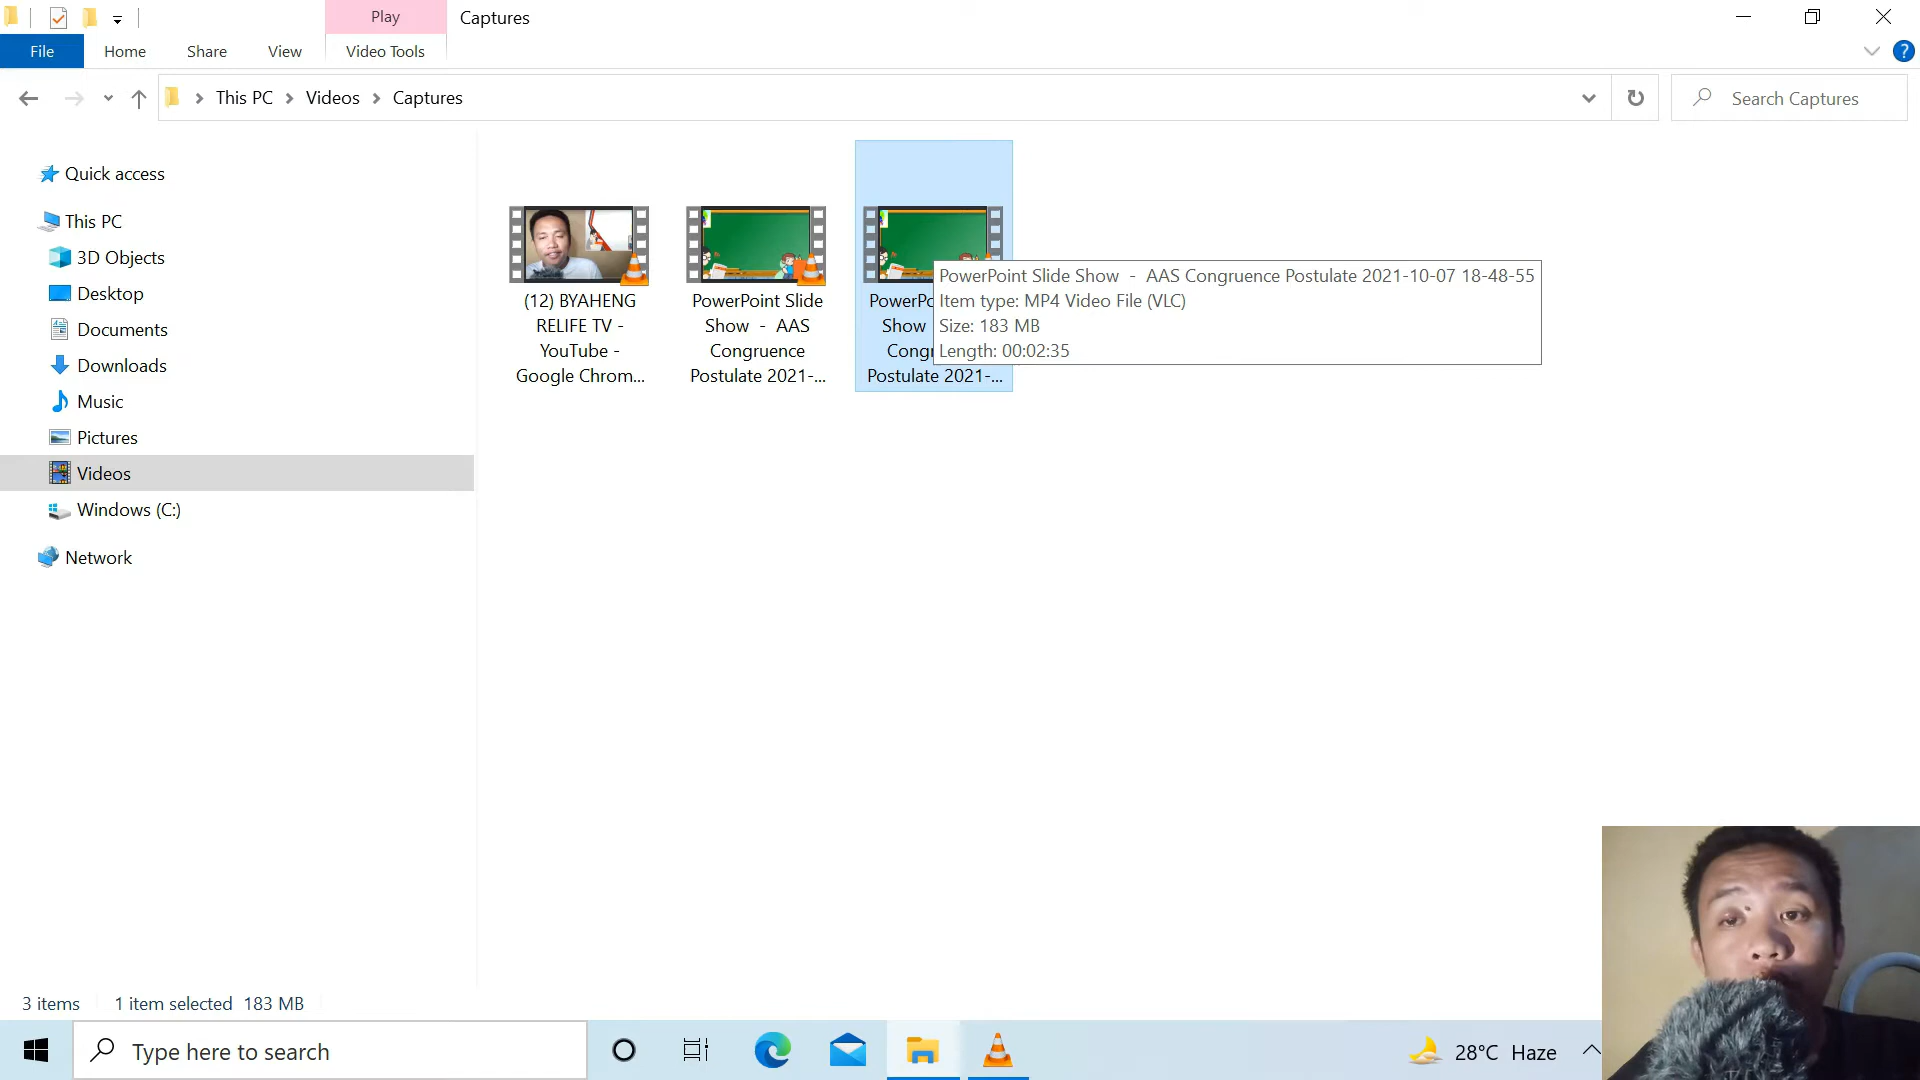 Play
Captures
File
Home
Share
View
Video Tools
This PC
Videos
Captures
Search Captures
Quick access
This PC
3D Objects
Desktop
Documents
Downloads
Music
Pictures
Videos
Windows (C:)
Network
(12) BYAHENG
RELIFE TV -
YouTube -
Google Chrom...
PowerPoint Slide
Show - AAS
Congruence
Postulate 2021-...
PowerPo
Show
Congr
Postulate 2021-...
PowerPoint Slide Show - AAS Congruence Postulate 2021-10-07 18-48-55
Item type: MP4 Video File (VLC)
Size: 183 MB
Length: 00:02:35
3 items
1 item selected 183 MB
Type here to search
28°C Haze